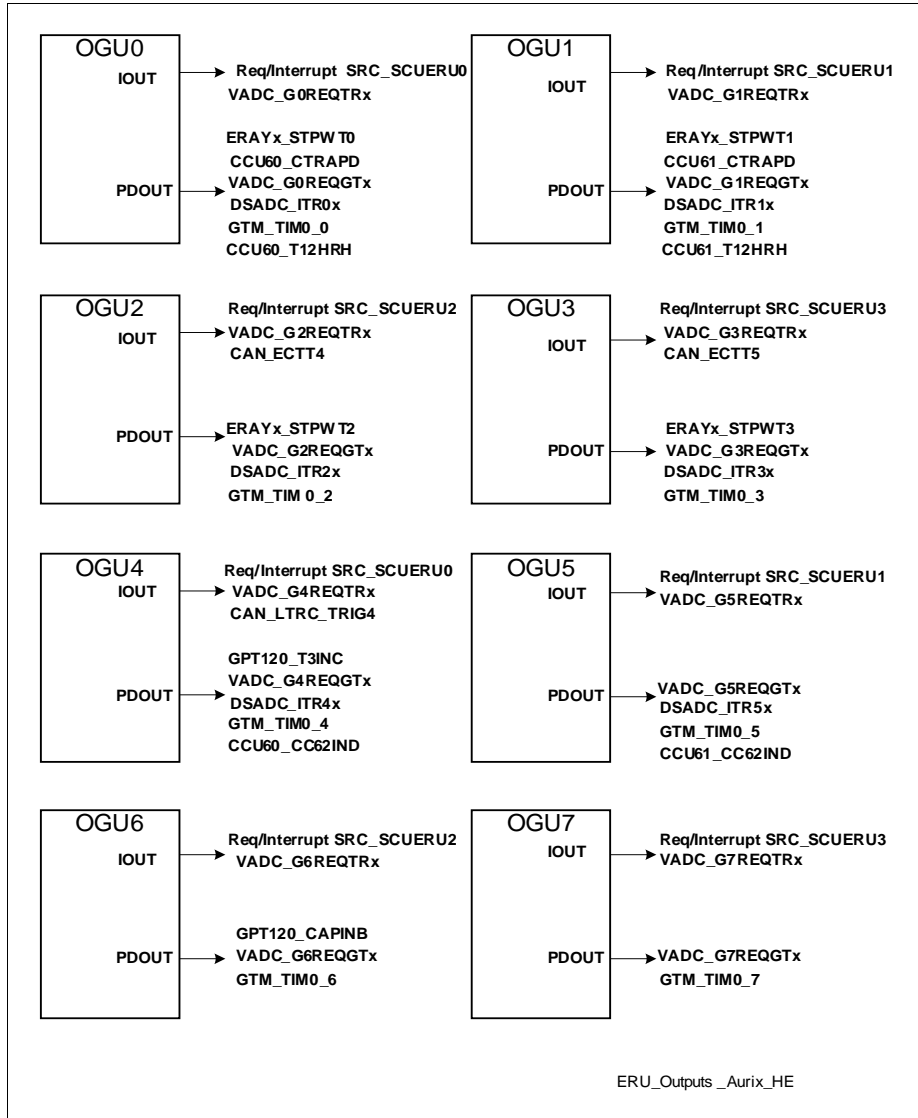 OGU0
IOUT
Req/Interrupt SRC_SCUERU0
VADC_G0REQTRx
ERAYx_STPWT0
CCU60_CTRAPD
PDOUT
VADC_G0REQGTx
DSADC_ITR0x
GTM_TIM0_0
CCU60_T12HRH
OGU1
IOUT
Req/Interrupt SRC_SCUERU1
VADC_G1REQTRx
ERAYx_STPWT1
CCU61_CTRAPD
PDOUT
VADC_G1REQGTx
DSADC_ITR1x
GTM_TIM0_1
CCU61_T12HRH
OGU2
IOUT
Req/Interrupt SRC_SCUERU2
VADC_G2REQTRx
CAN_ECTT4
PDOUT
ERAYx_STPWT2
VADC_G2REQGTx
DSADC_ITR2x
GTM_TIM 0_2
OGU3
IOUT
Req/Interrupt SRC_SCUERU3
VADC_G3REQTRx
CAN_ECTT5
PDOUT
ERAYx_STPWT3
VADC_G3REQGTx
DSADC_ITR3x
GTM_TIM0_3
OGU4
IOUT
Req/Interrupt SRC_SCUERU0
VADC_G4REQTRx
CAN_LTRC_TRIG4
GPT120_T3INC
PDOUT
VADC_G4REQGTx
DSADC_ITR4x
GTM_TIM0_4
CCU60_CC62IND
OGU5
IOUT
Req/Interrupt SRC_SCUERU1
VADC_G5REQTRx
PDOUT
VADC_G5REQGTx
DSADC_ITR5x
GTM_TIM0_5
CCU61_CC62IND
OGU6
IOUT
Req/Interrupt SRC_SCUERU2
VADC_G6REQTRx
GPT120_CAPINB
PDOUT
VADC_G6REQGTx
GTM_TIM0_6
OGU7
IOUT
Req/Interrupt SRC_SCUERU3
VADC_G7REQTRx
PDOUT
VADC_G7REQGTx
GTM_TIM0_7
ERU_Outputs _Aurix_HE